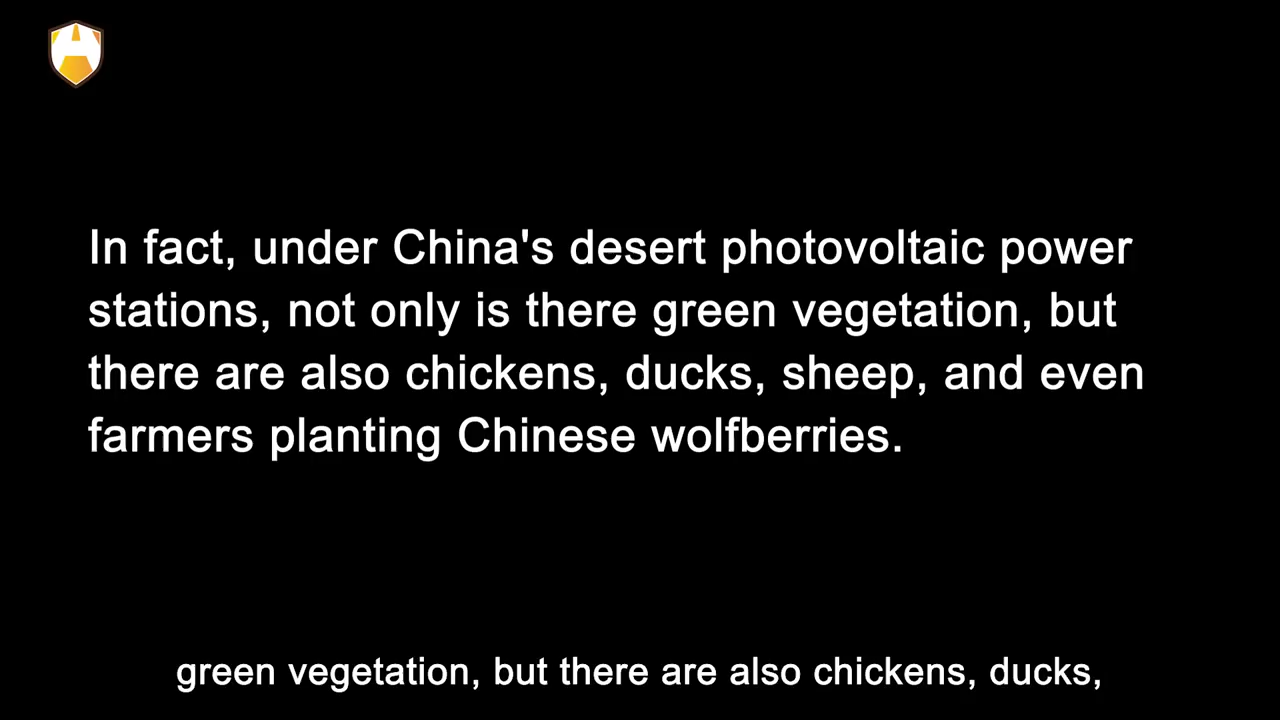 In fact, under China's desert photovoltaic power
stations, not only is there green vegetation, but
there are also chickens, ducks, sheep, and even
farmers planting Chinese wolfberries.
green vegetation, but there are also chickens, ducks,